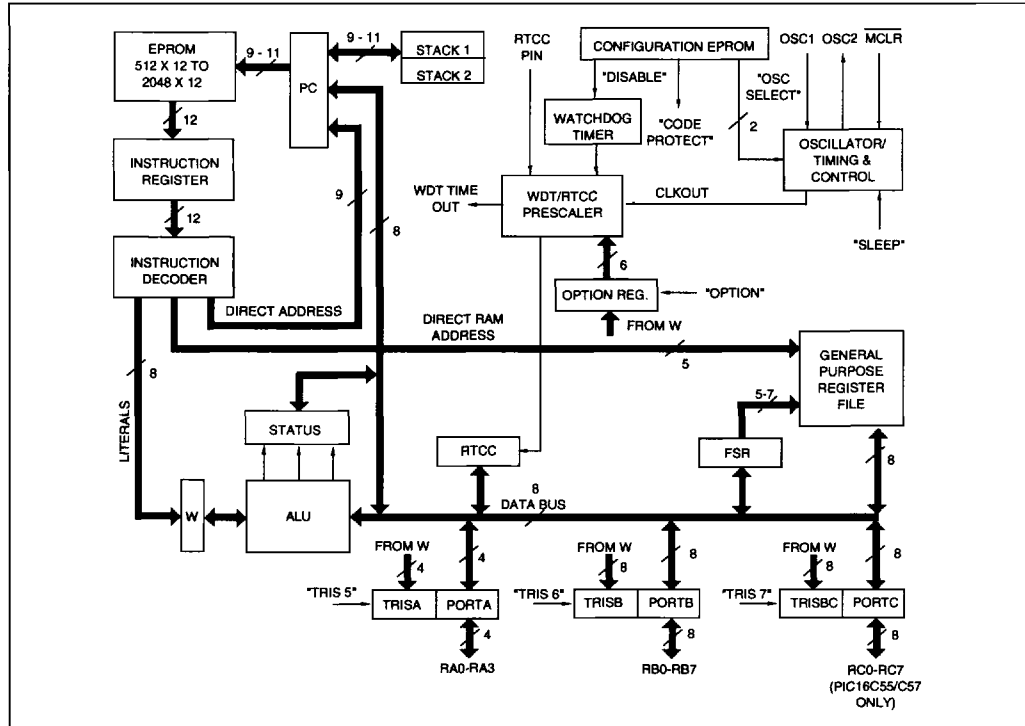 EPROM
512 X 12 TO
2048 X 12
9 - 11
PC
9 - 11
STACK 1
STACK 2
RTCC
PIN
CONFIGURATION EPROM
OSC1
OSC2
MCLR
"DISABLE"
"OSC
SELECT"
12
WATCHDOG
TIMER
"CODE
PROTECT"
2
INSTRUCTION
REGISTER
OSCILLATOR/
TIMING &
CONTROL
9
8
WDT TIME
OUT
WDT/RTCC
PRESCALER
CLKOUT
12
"SLEEP"
INSTRUCTION
DECODER
6
OPTION REG.
"OPTION"
DIRECT ADDRESS
DIRECT RAM
ADDRESS
FROM W
5
GENERAL
PURPOSE
REGISTER
FILE
8
LITERALS
5-7
STATUS
RTCC
FSR
8
W
ALU
8
DATA BUS
FROM W
4
4
FROM W
8
8
FROM W
8
8
"TRIS 5"
TRISA
PORTA
"TRIS 6"
TRISB
PORTB
"TRIS 7"
TRISBC
PORTC
4
8
8
RA0-RA3
RB0-RB7
RC0-RC7
(PIC16C55/C57
ONLY)